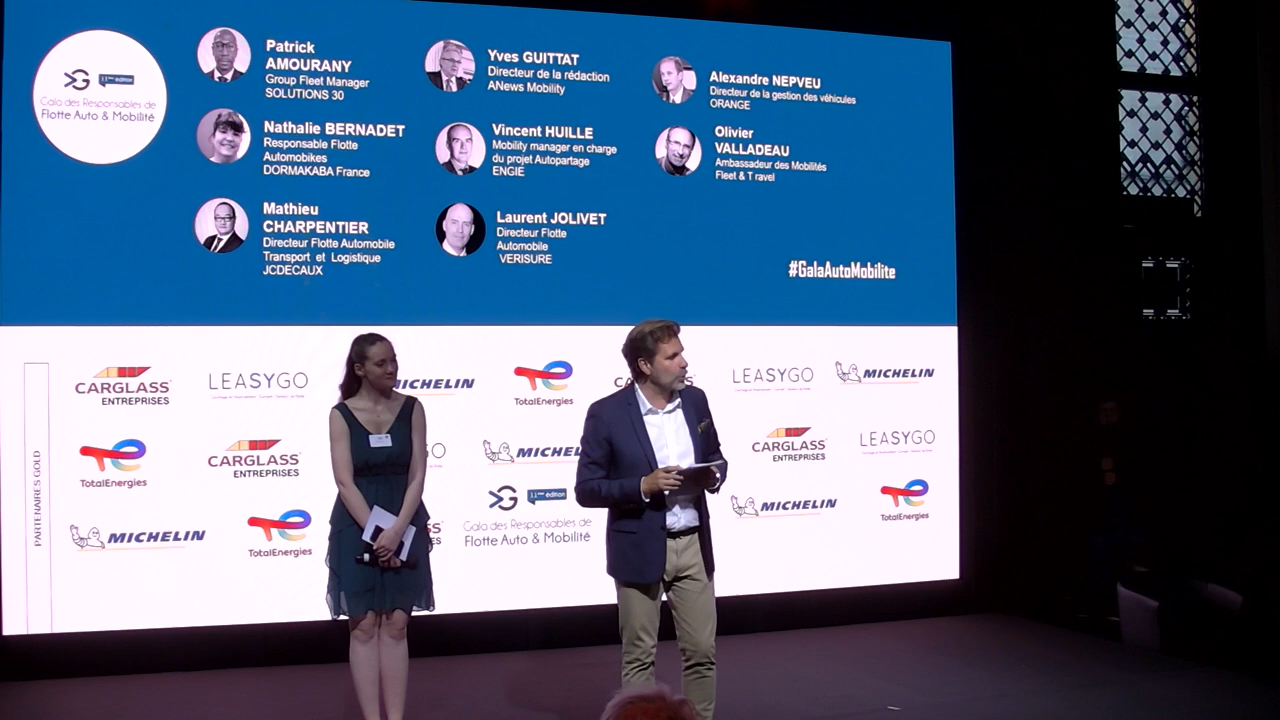 11ème édition
Gala des Responsables de
Flotte Auto & Mobilité
Patrick
AMOURANY
Group Fleet Manager
SOLUTIONS 30
Nathalie BERNADET
Responsable Flotte
Automobikes
DORMAKABA France
Mathieu
CHARPENTIER
Directeur Flotte Automobile
Transport et Logistique
JCDECAUX
Yves GUITTAT
Directeur de la rédaction
ANews Mobility
Vincent HUILLE
Mobility manager en charge
du projet Autopartage
ENGIE
Laurent JOLIVET
Directeur Flotte
Automobile
VERISURE
Alexandre NEPVEU
Directeur de la gestion des véhicules
ORANGE
Olivier
VALLADEAU
Ambassadeur des Mobilités
Fleet & T ravel
#GalaAutoMobilite
PARTENAIRES GOLD
CARGLASS
ENTREPRISES
LEASYGO
MICHELIN
TotalEnergies
CA
LEASYGO
MICHELIN
TotalEnergies
CARGLASS
ENTREPRISES
GO
MICHEL
CARGLASS
ENTREPRISES
LEASYGO
MICHELIN
TotalEnergies
SS
ES
11ème édition
Gala des Responsables de
Flotte Auto & Mobilité
MICHELIN
TotalEnergies